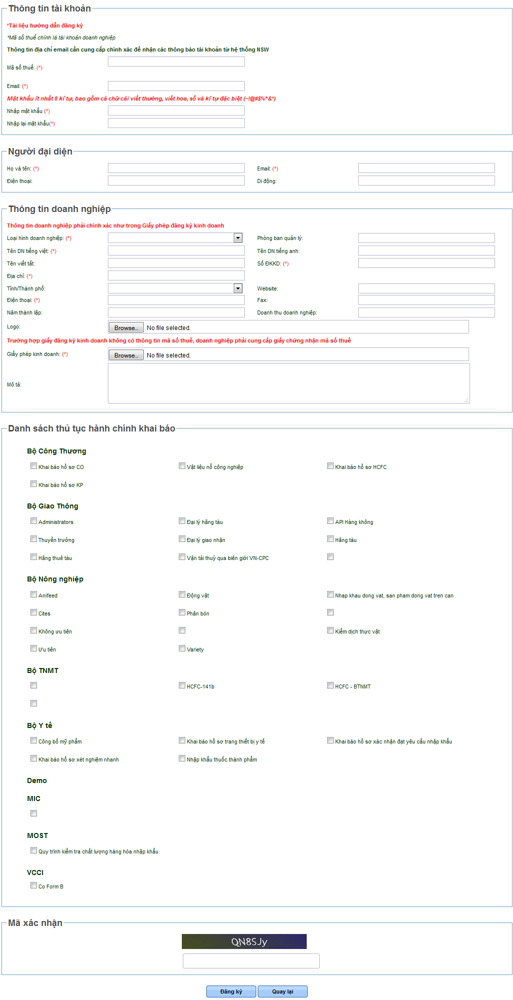 Thông tin tài khoản
*Tài liệu hướng dẫn đăng ký
*Mã số thuế chính là tài khoản doanh nghiệp
Thông tin địa chỉ email cần cung cấp chính xác để nhận các thông báo tài khoản từ hệ thống NSW
Mã số thuế: (*)
Email: (*)
Mật khẩu ít nhất 8 kí tự, bao gồm cả chữ cái viết thường, viết hoa, số và kí tự đặc biệt (~!@#$%^&*)
Nhập mật khẩu (*)
Nhập lại mật khẩu(*)
Người đại diện
Họ và tên: (*) Email: (*)
Điện thoại: Di động:
Thông tin doanh nghiệp
Thông tin doanh nghiệp phải chính xác như trong Giấy phép đăng ký kinh doanh
Loại hình doanh nghiệp: (*) Phòng ban quản lý:
Tên DN tiếng việt: (*) Tên DN tiếng anh:
Tên viết tắt: Số ĐKKD: (*)
Địa chỉ: (*)
Tỉnh/Thành phố: Website:
Điện thoại: (*) Fax:
Năm thành lập: Doanh thu doanh nghiệp:
Logo: Browse... No file selected.
Trường hợp giấy đăng ký kinh doanh không có thông tin mã số thuế, doanh nghiệp phải cung cấp giấy chứng nhận mã số thuế
Giấy phép kinh doanh: (*) Browse... No file selected.
Mô tả:
Danh sách thủ tục hành chính khai báo
Bộ Công Thương
Khai báo hồ sơ CO Vật liệu nổ công nghiệp Khai báo hồ sơ HCFC
Khai báo hồ sơ KP
Bộ Giao Thông
Administrators Đại lý hãng tàu API Hàng không
Thuyền trưởng Đại lý giao nhận Hãng tàu
Hãng thuê tàu Vận tải thuỷ qua biên giới VN-CPC
Bộ Nông nghiệp
Anifeed Động vật Nhap khau dong vat, san pham dong vat tren can
Cites Phân bón
Không ưu tiên Kiểm dịch thực vật
Ưu tiên Variety
Bộ TNMT
HCFC-141b HCFC - BTNMT
Bộ Y tế
Công bố mỹ phẩm Khai báo hồ sơ trang thiết bị y tế Khai báo hồ sơ xác nhận đạt yêu cầu nhập khẩu
Khai báo hồ sơ xét nghiệm nhanh Nhập khẩu thuốc thành phẩm
Demo
MIC
MOST
Quy trình kiểm tra chất lượng hàng hóa nhập khẩu
VCCI
Co Form B
Mã xác nhận
QN8SJy
Đăng ký Quay lại